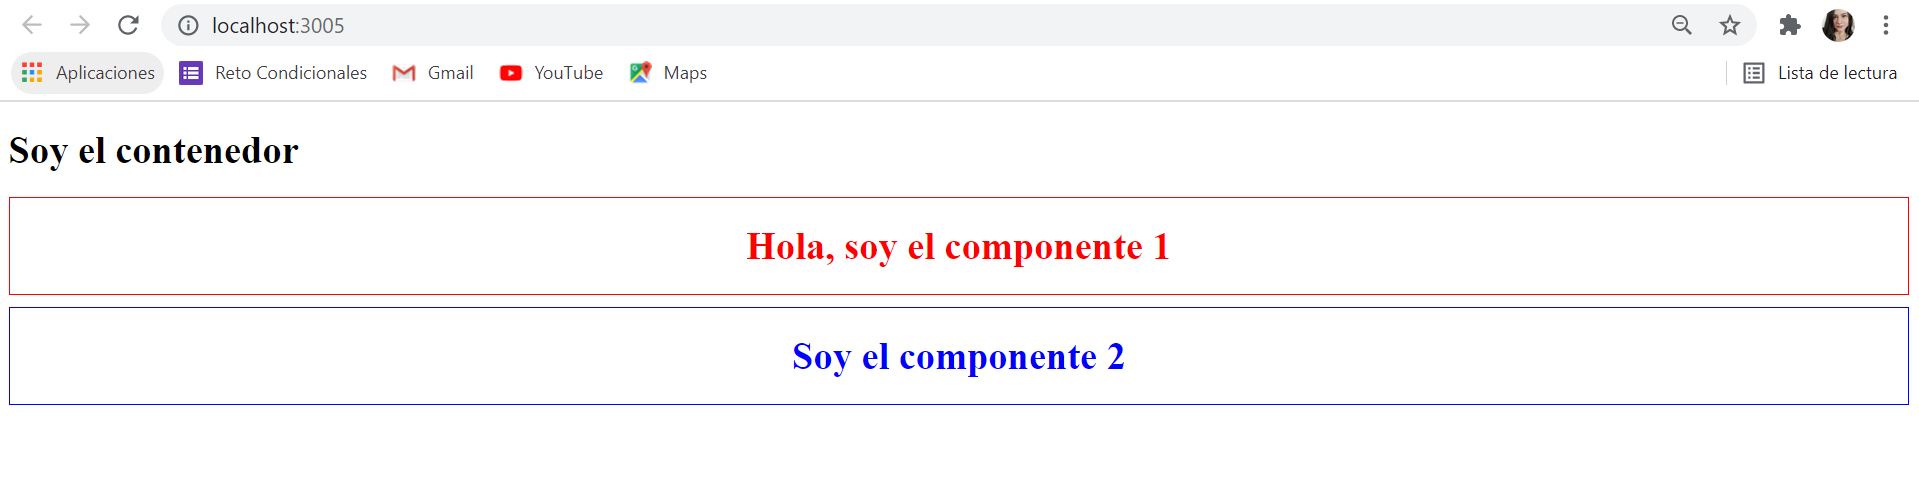 localhost:3005
Aplicaciones Reto Condicionales Gmail YouTube Maps Lista de lectura
Soy el contenedor
Hola, soy el componente 1
Soy el componente 2